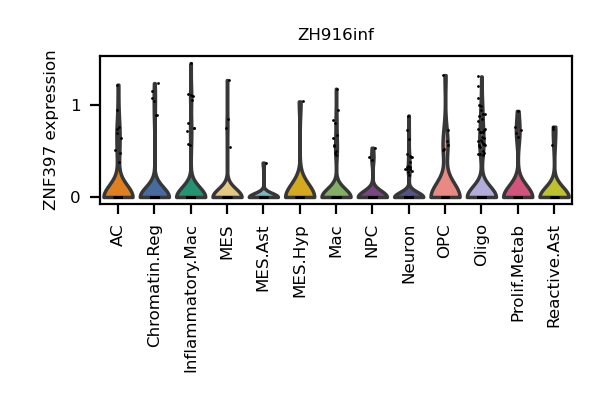 ZH916inf
ZNF397 expression
1
0
AC
Chromatin.Reg
Inflammatory.Mac
MES
MES.Ast
MES.Hyp
Mac
NPC
Neuron
OPC
Oligo
Prolif.Metab
Reactive.Ast